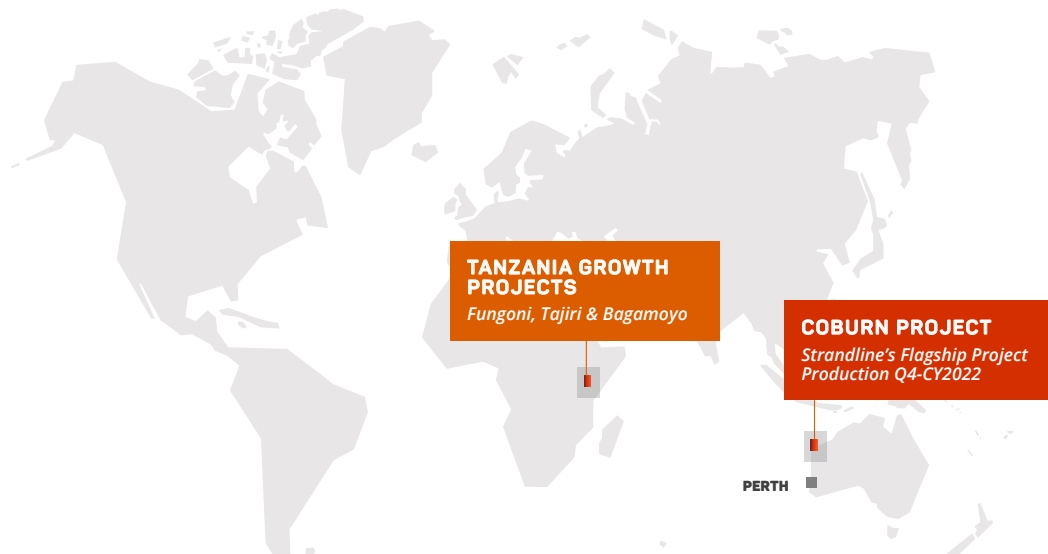 TANZANIA GROWTH
PROJECTS
Fungoni, Tajiri & Bagamoyo
COBURN PROJECT
Strandline's Flagship Project
Production Q4-CY2022
PERTH